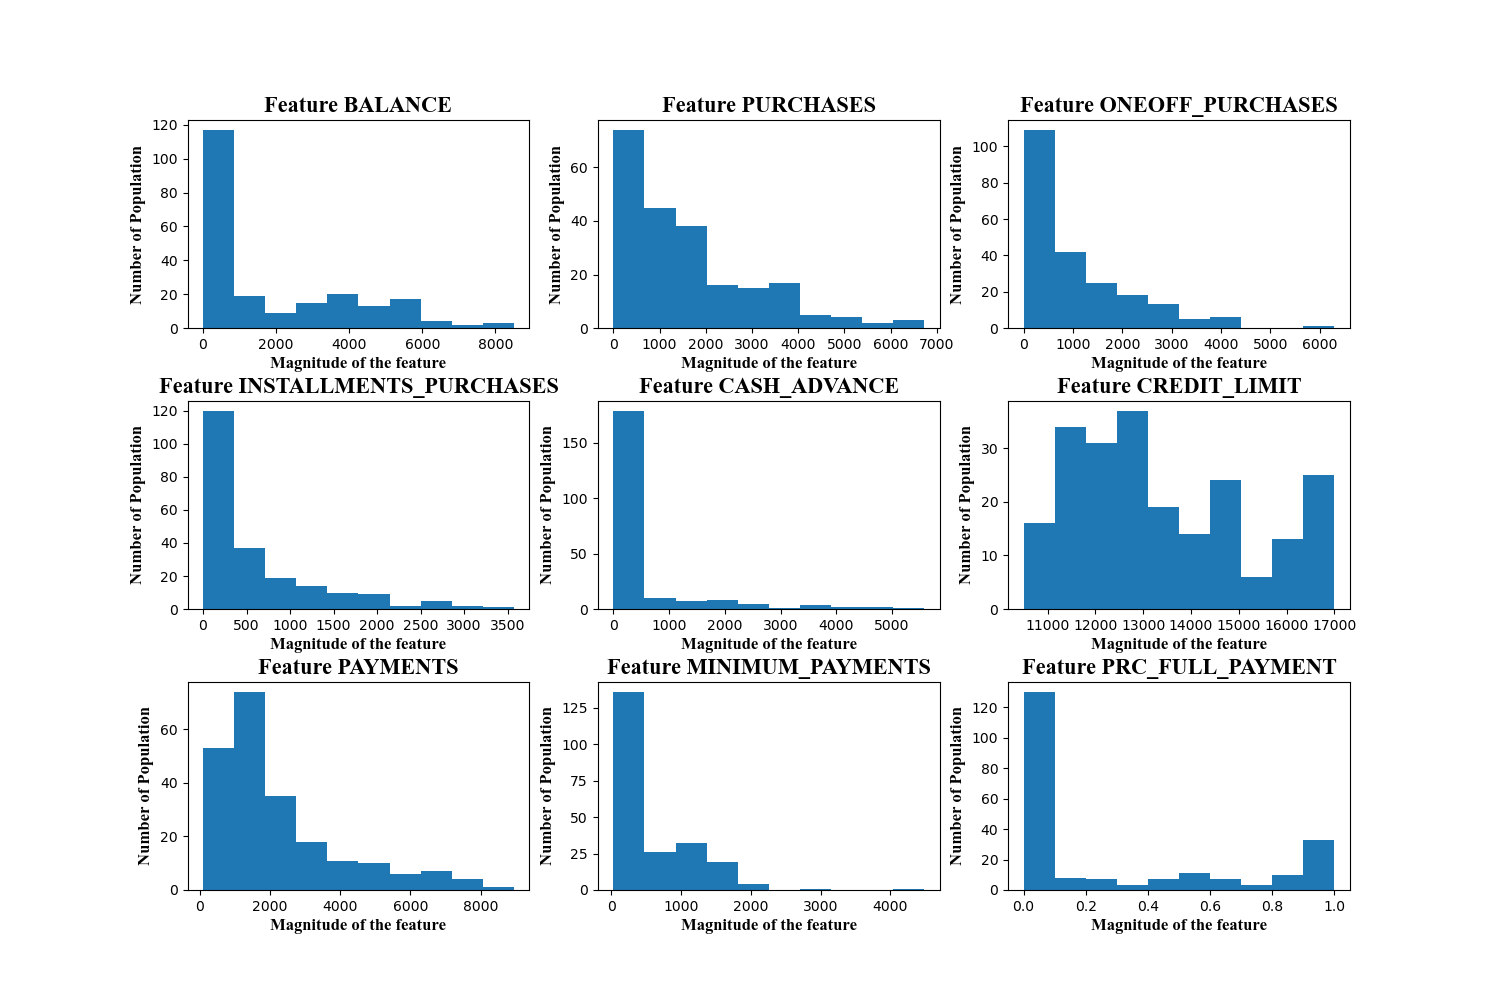 Feature BALANCE
120
100
80
60
40
20
0
Number of Population
0 2000 4000 6000 8000
Magnitude of the feature
Feature PURCHASES
60
40
20
0
Number of Population
0 1000 2000 3000 4000 5000 6000 7000
Magnitude of the feature
Feature ONEOFF_PURCHASES
100
80
60
40
20
0
Number of Population
0 1000 2000 3000 4000 5000 6000
Magnitude of the feature
Feature INSTALLMENTS_PURCHASES
120
100
80
60
40
20
0
Number of Population
0 500 1000 1500 2000 2500 3000 3500
Magnitude of the feature
Feature CASH_ADVANCE
150
100
50
0
Number of Population
0 1000 2000 3000 4000 5000
Magnitude of the feature
Feature CREDIT_LIMIT
30
20
10
0
Number of Population
11000 12000 13000 14000 15000 16000 17000
Magnitude of the feature
Feature PAYMENTS
60
40
20
0
Number of Population
0 2000 4000 6000 8000
Magnitude of the feature
Feature MINIMUM_PAYMENTS
125
100
75
50
25
0
Number of Population
0 1000 2000 3000 4000
Magnitude of the feature
Feature PRC_FULL_PAYMENT
120
100
80
60
40
20
0
Number of Population
0.0 0.2 0.4 0.6 0.8 1.0
Magnitude of the feature